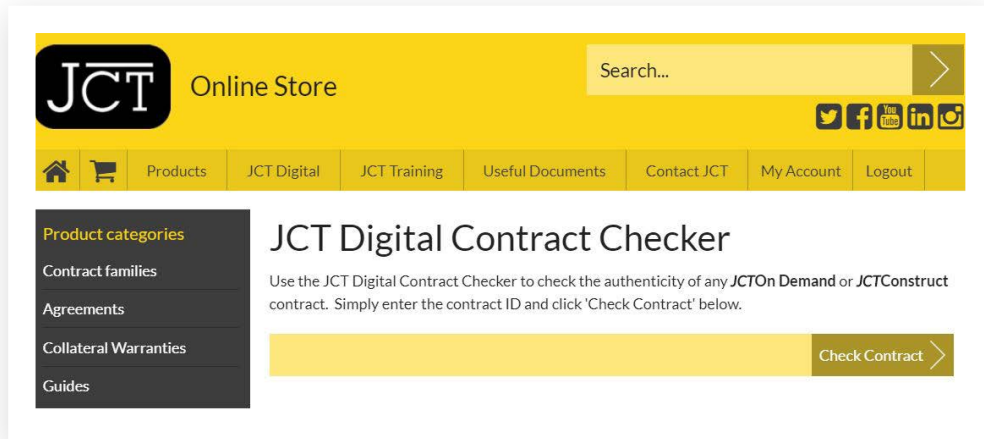 JCT Online Store
Search...
You
Tube
Products JCT Digital JCT Training Useful Documents Contact JCT My Account Logout
Product categories
Contract families
Agreements
Collateral Warranties
Guides
JCT Digital Contract Checker
Use the JCT Digital Contract Checker to check the authenticity of any JCTOn Demand or JCTConstruct
contract. Simply enter the contract ID and click 'Check Contract' below.
Check Contract